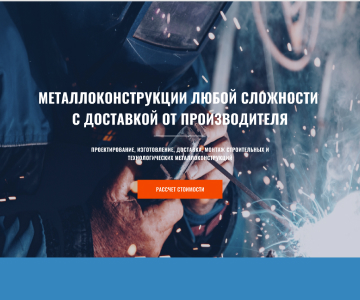 МЕТАЛЛОКОНСТРУКЦИИ ЛЮБОЙ СЛОЖНОСТИ
С ДОСТАВКОЙ ОТ ПРОИЗВОДИТЕЛЯ
ПРОЕКТИРОВАНИЕ, ИЗГОТОВЛЕНИЕ, ДОСТАВКА, МОНТАЖ СТРОИТЕЛЬНЫХ И
ТЕХНОЛОГИЧЕСКИХ МЕТАЛЛОКОНСТРУКЦИЙ
РАССЧЕТ СТОИМОСТИ